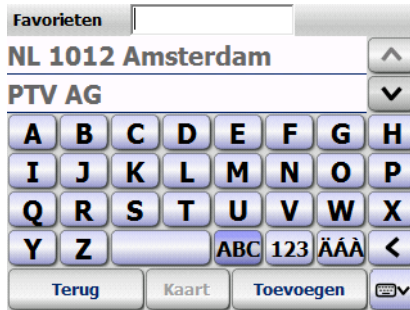 Favorieten
NL 1012 Amsterdam
PTV AG
A B C D E F G H
I J K L M N O P
Q R S T U V W X
Y Z ABC 123 ÄÁÀ <
Terug Kaart Toevoegen